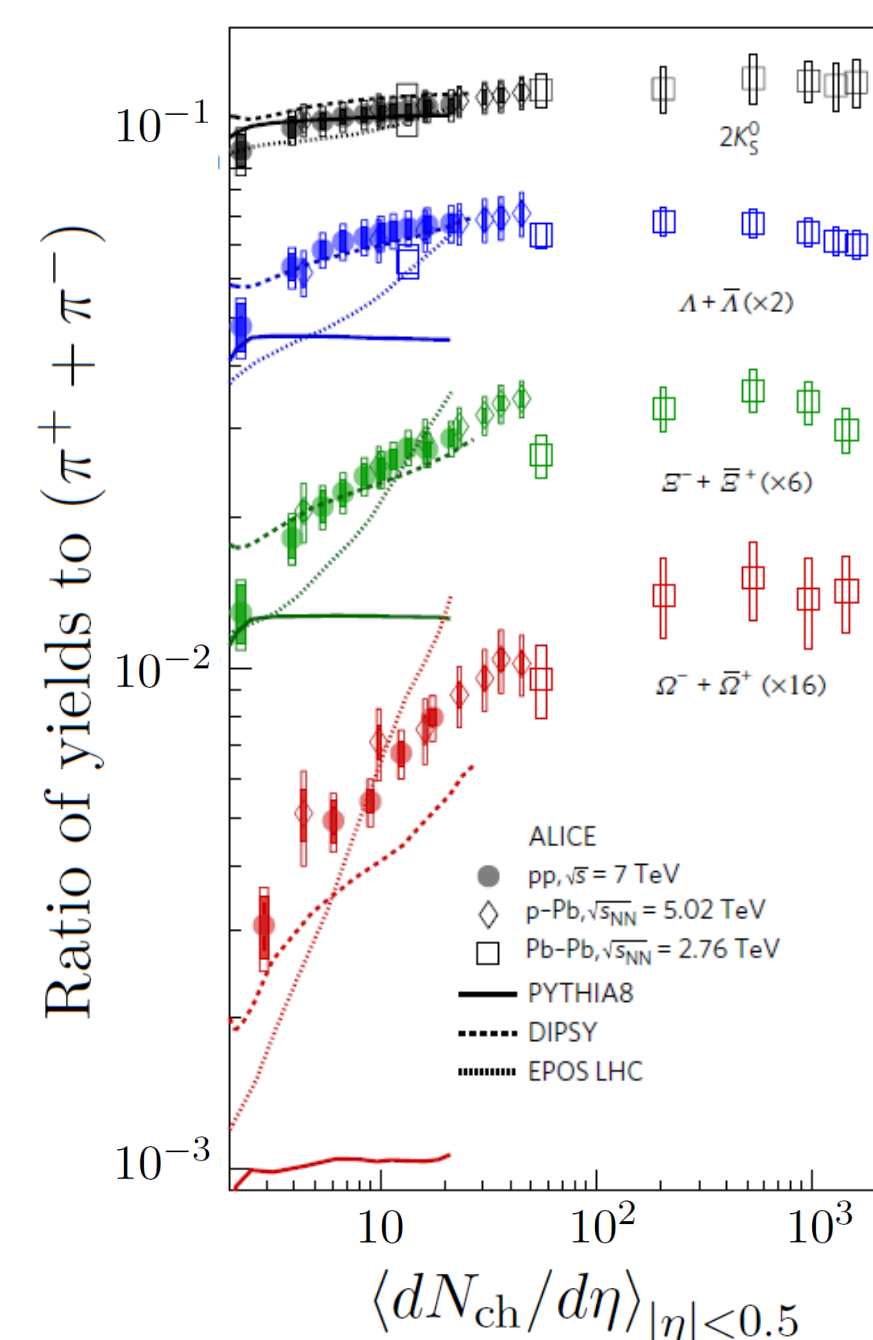 Ratio of yields to (π⁺ + π⁻)
10⁻¹
10⁻²
10⁻³
2K⁰_S
Λ + Λ̅ (×2)
Ξ⁻ + Ξ̅⁺ (×6)
Ω⁻ + Ω̅⁺ (×16)
ALICE
pp, √s = 7 TeV
p–Pb, √s_NN = 5.02 TeV
Pb–Pb, √s_NN = 2.76 TeV
PYTHIA8
DIPSY
EPOS LHC
10 10² 10³
⟨dN_ch/dη⟩_|η|<0.5